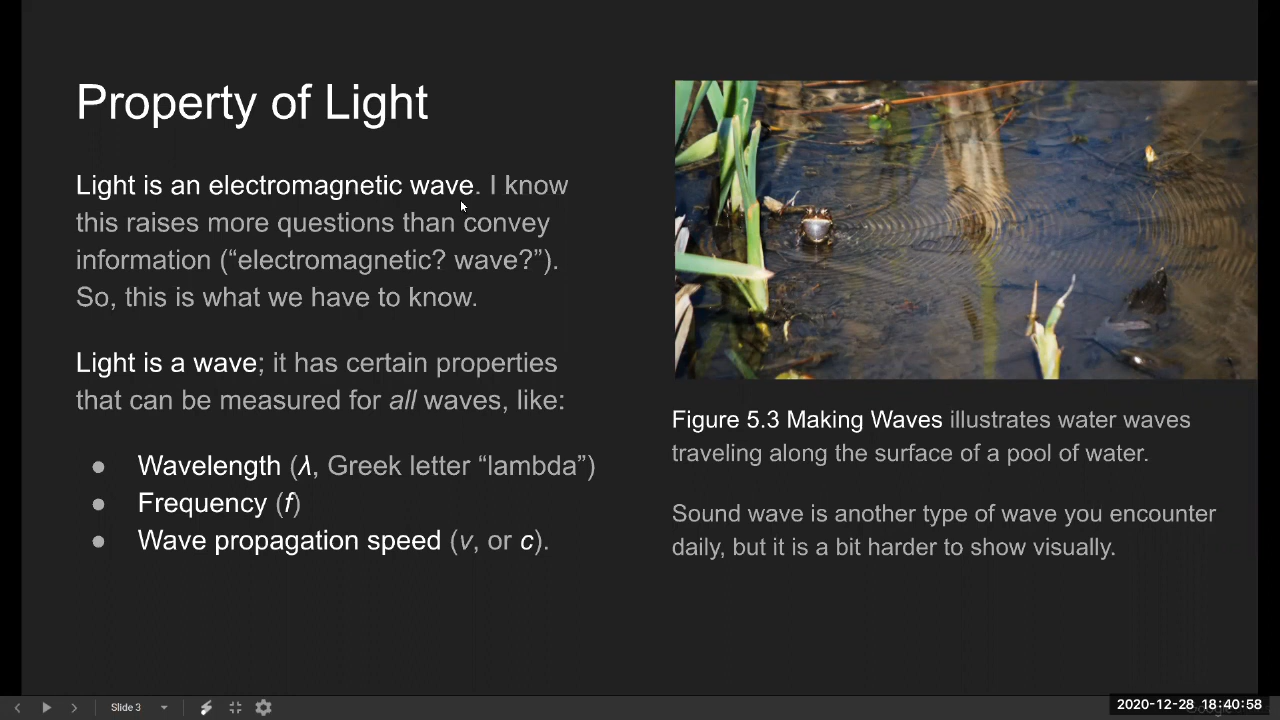 Property of Light
Light is an electromagnetic wave. I know
this raises more questions than convey
information (“electromagnetic? wave?”).
So, this is what we have to know.
Light is a wave; it has certain properties
that can be measured for all waves, like:
● Wavelength (λ, Greek letter “lambda”)
● Frequency (f)
● Wave propagation speed (v, or c).
Figure 5.3 Making Waves illustrates water waves
traveling along the surface of a pool of water.
Sound wave is another type of wave you encounter
daily, but it is a bit harder to show visually.
Slide 3
2020-12-28 18:40:58